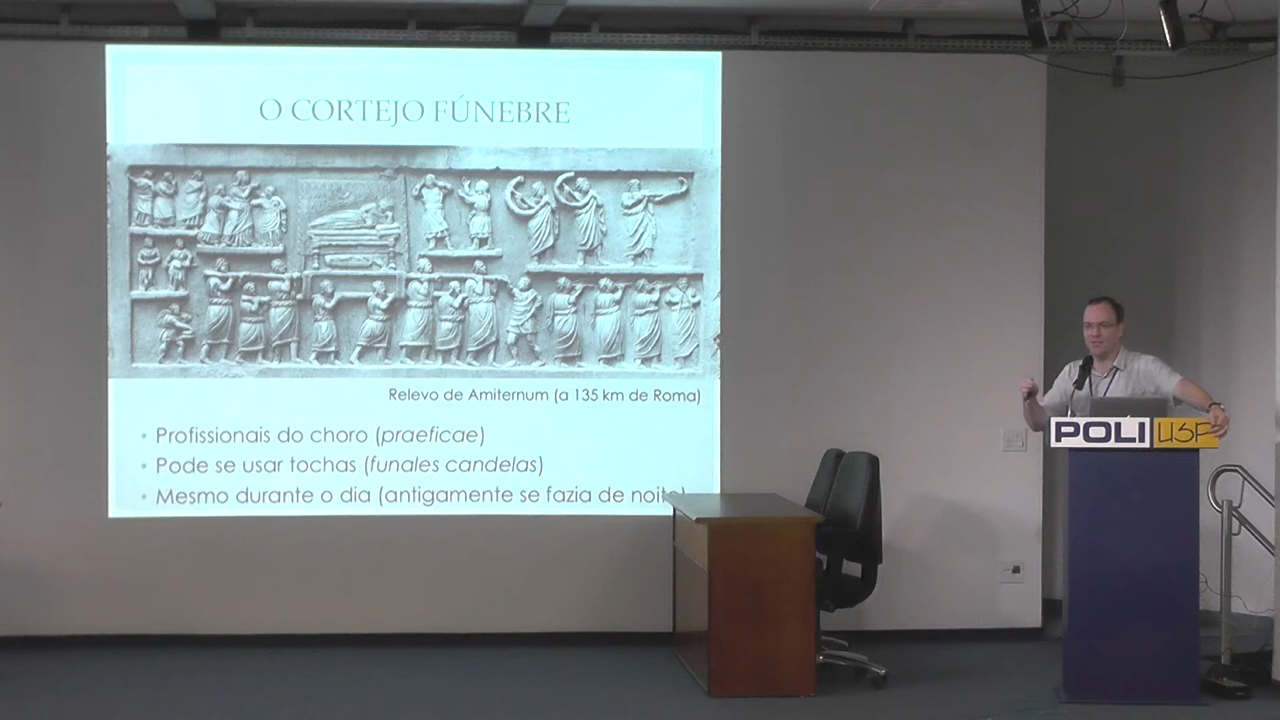 O CORTEJO FÚNEBRE
Relevo de Amiternum (a 135 km de Roma)
• Profissionais do choro (praeficae)
• Pode se usar tochas (funales candelas)
• Mesmo durante o dia (antigamente se fazia de noite)
POLI USP